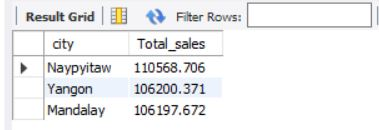 Result Grid Filter Rows:
city Total_sales
Naypyitaw 110568.706
Yangon 106200.371
Mandalay 106197.672